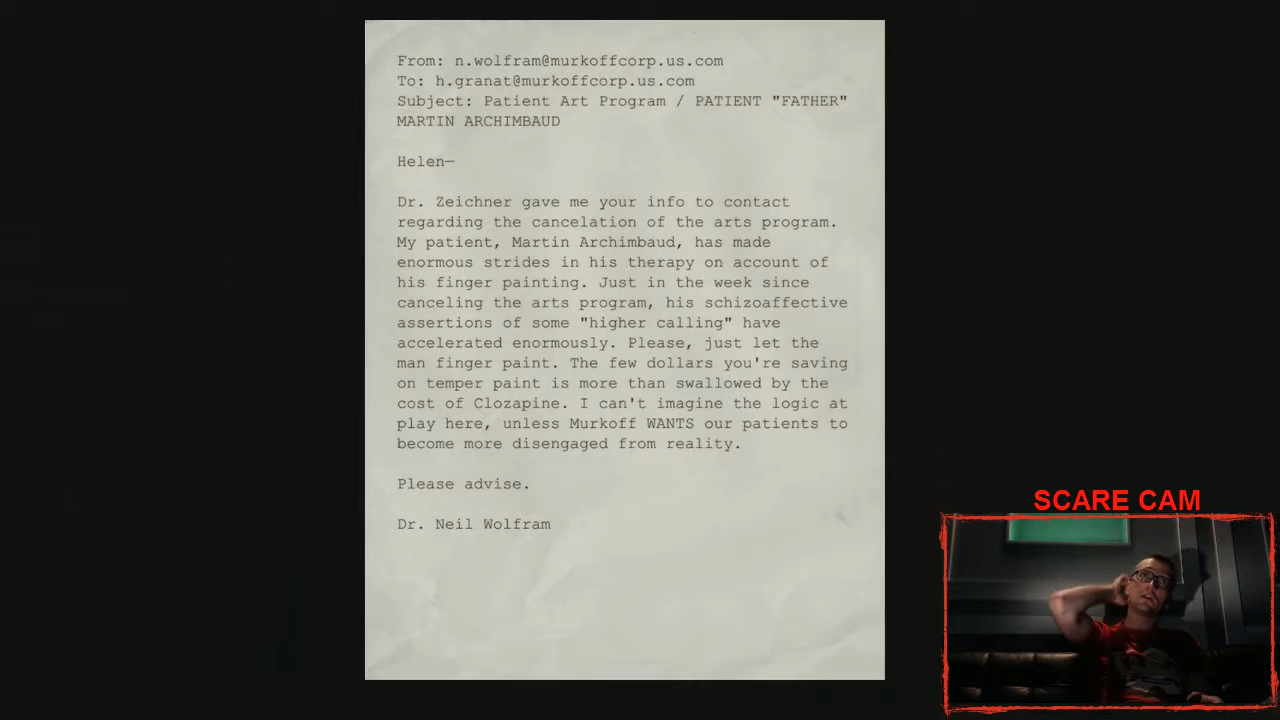 From: n.wolfram@murkoffcorp.us.com
To: h.granat@murkoffcorp.us.com
Subject: Patient Art Program / PATIENT "FATHER"
MARTIN ARCHIMBAUD
Helen—
Dr. Zeichner gave me your info to contact
regarding the cancelation of the arts program.
My patient, Martin Archimbaud, has made
enormous strides in his therapy on account of
his finger painting. Just in the week since
canceling the arts program, his schizoaffective
assertions of some "higher calling" have
accelerated enormously. Please, just let the
man finger paint. The few dollars you're saving
on temper paint is more than swallowed by the
cost of Clozapine. I can't imagine the logic at
play here, unless Murkoff WANTS our patients to
become more disengaged from reality.
Please advise.
Dr. Neil Wolfram
SCARE CAM